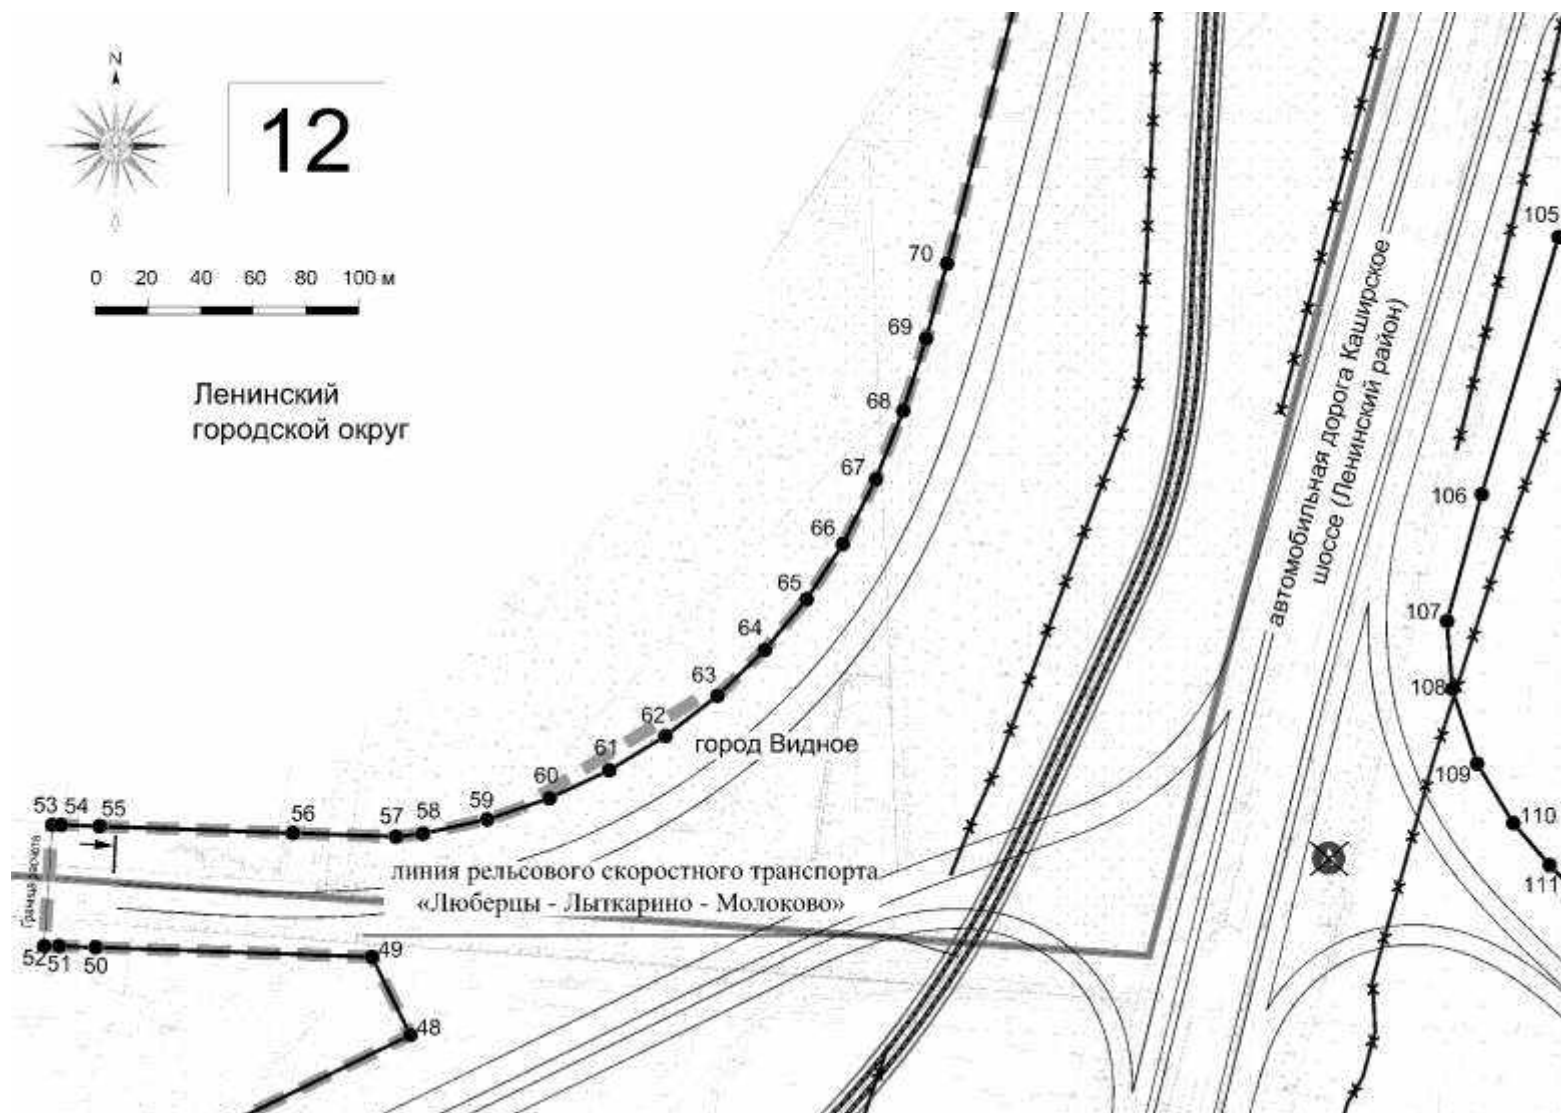 N
12
0 20 40 60 80 100 м
Ленинский
городской округ
105
70
69
68
67
106
66
65
107
64
63
108
62
город Видное
61
109
60
59
53 54 55 56 57 58
110
111
автомобильная дорога Каширское
шоссе (Ленинский район)
линия рельсового скоростного транспорта
«Люберцы - Лыткарино - Молоково»
52 51 50
49
48